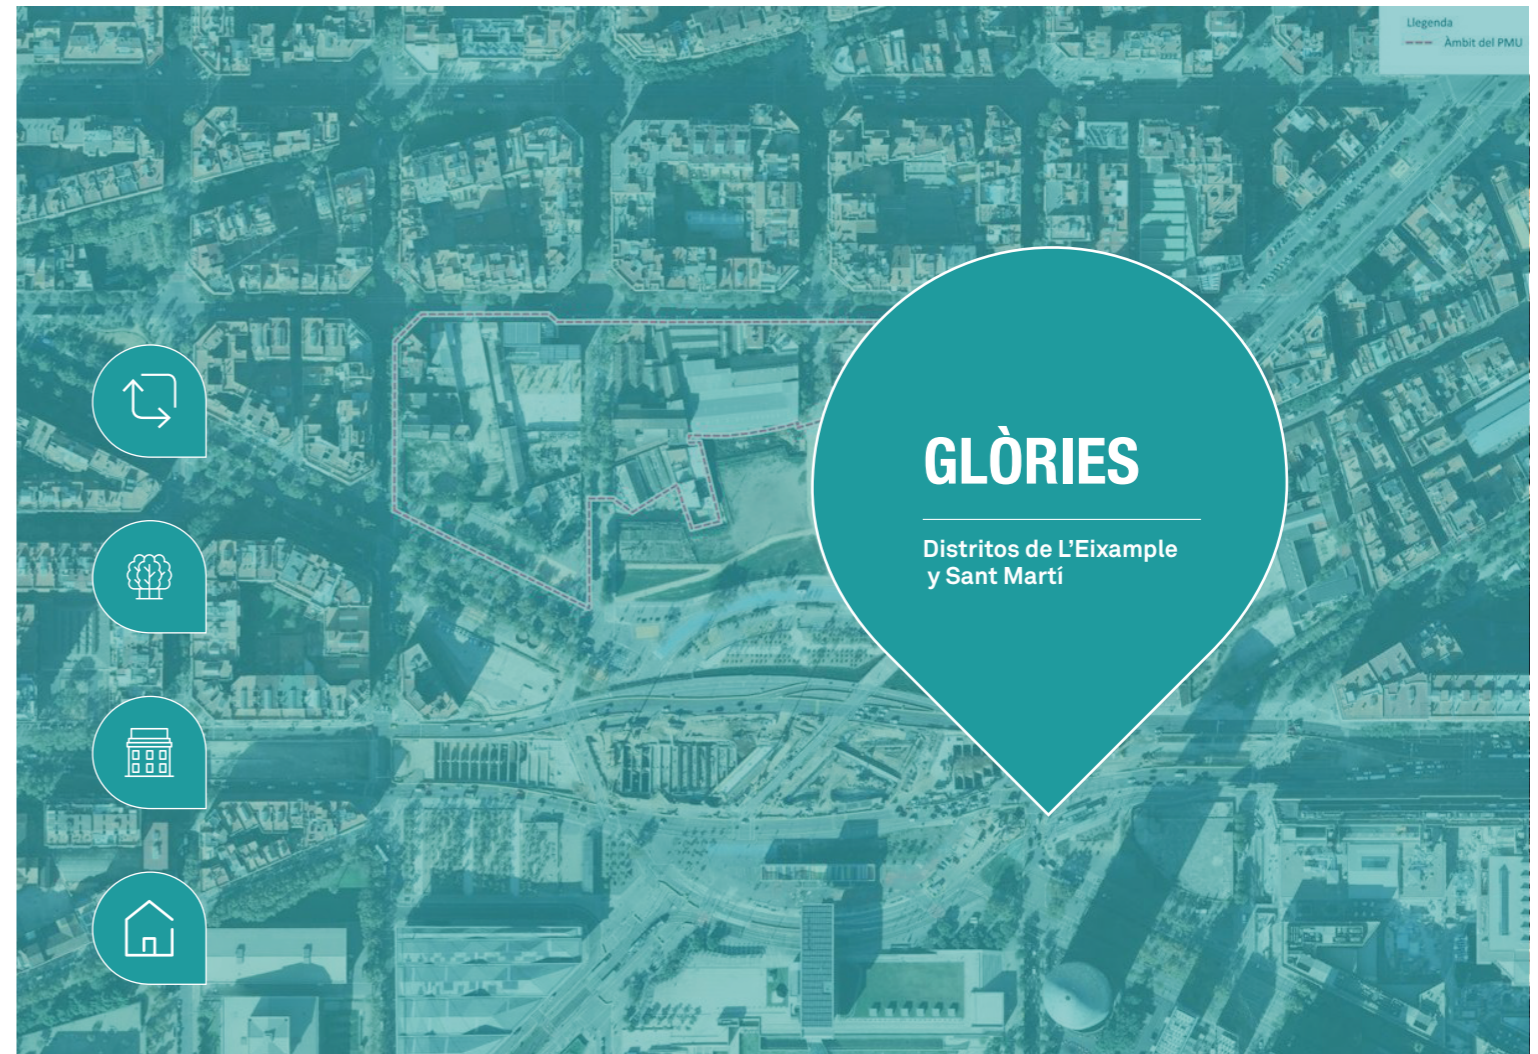 Llegenda
Àmbit del PMU
GLÒRIES
Distritos de L'Eixample
y Sant Martí